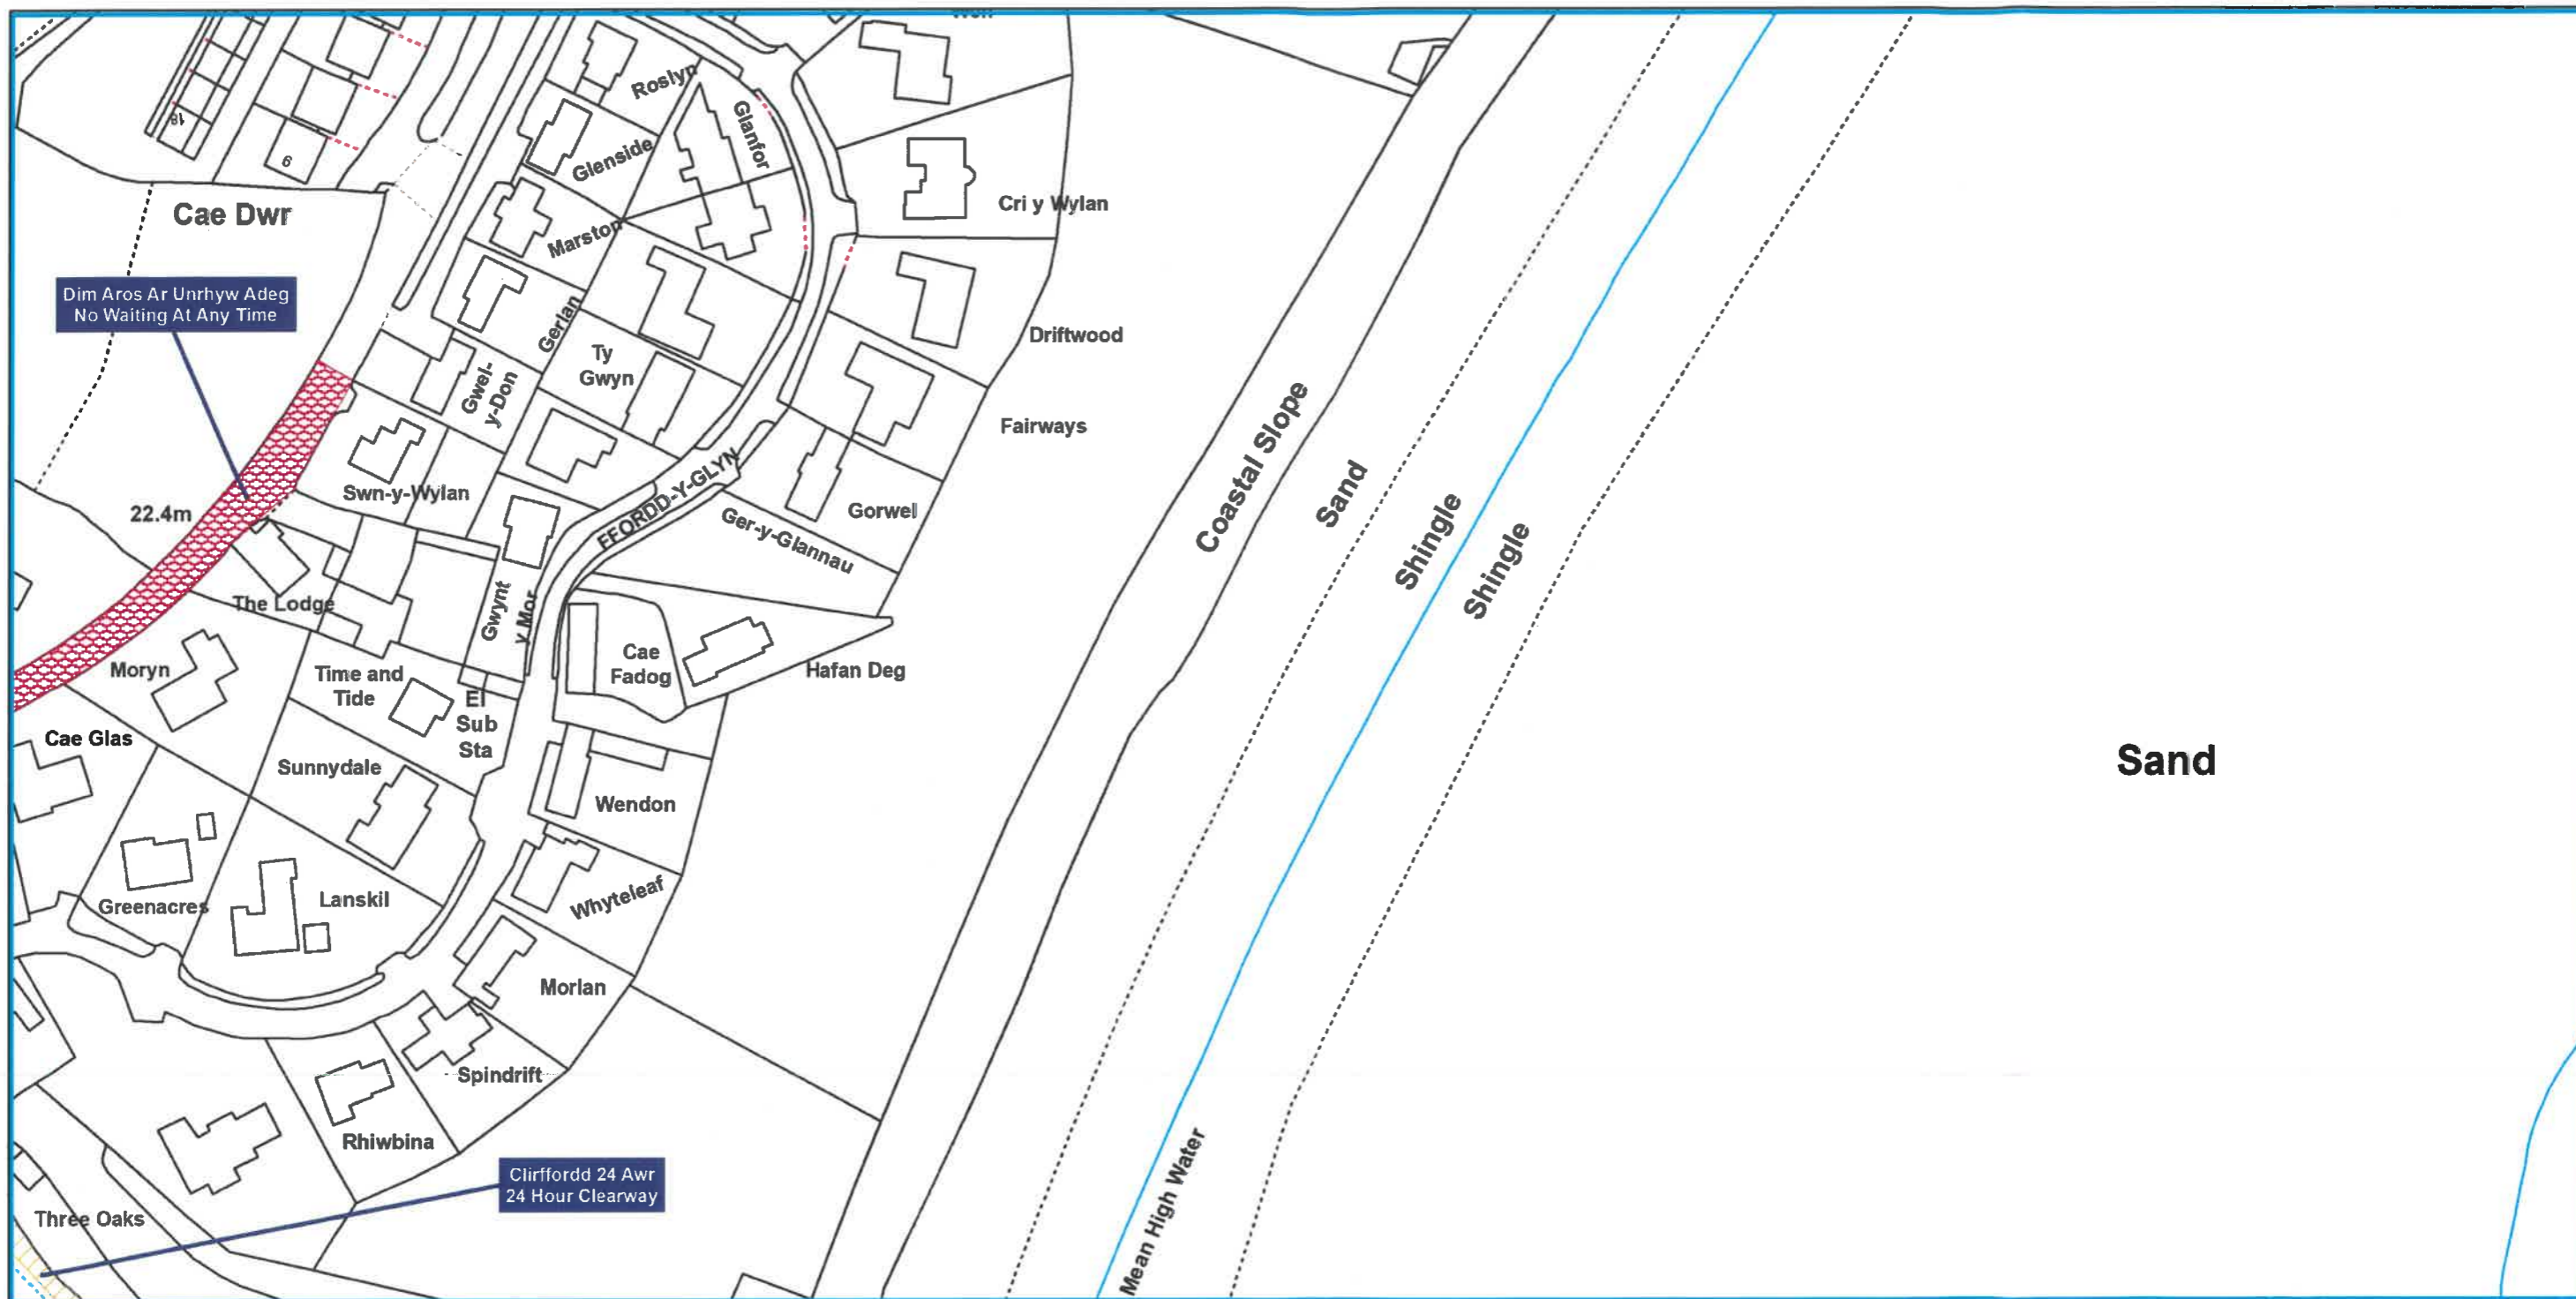 Roslyn
Glanfor
Glenside
18
6
Cri y Wylan
Cae Dwr
Marston
Dim Aros Ar Unrhyw Adeg
No Waiting At Any Time
Gerlan
Driftwood
Ty
Gwyn
Gwel-
y-Don
Fairways
Coastal Slope
Sand
Swn-y-Wylan
FFORDD-Y-GLYN
22.4m
Gorwel
Ger-y-Glannau
Shingle
Shingle
The Lodge
Gwynt
y Mor
Cae
Fadog
Hafan Deg
Moryn
Time and
Tide
El
Sub
Sta
Cae Glas
Sunnydale
Sand
Wendon
Greenacres
Lanskil
Whyteleaf
Morlan
Spindrift
Rhiwbina
Clirffordd 24 Awr
24 Hour Clearway
Three Oaks
Mean High Water